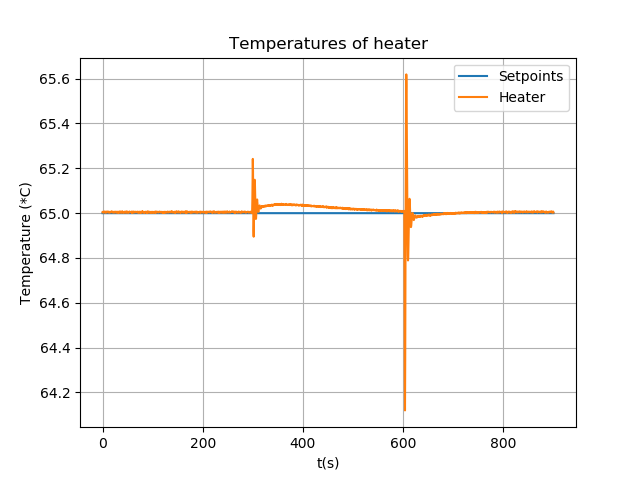 Temperatures of heater
Setpoints
Heater
65.6
65.4
65.2
65.0
64.8
64.6
64.4
64.2
Temperature (*C)
0 200 400 600 800
t(s)